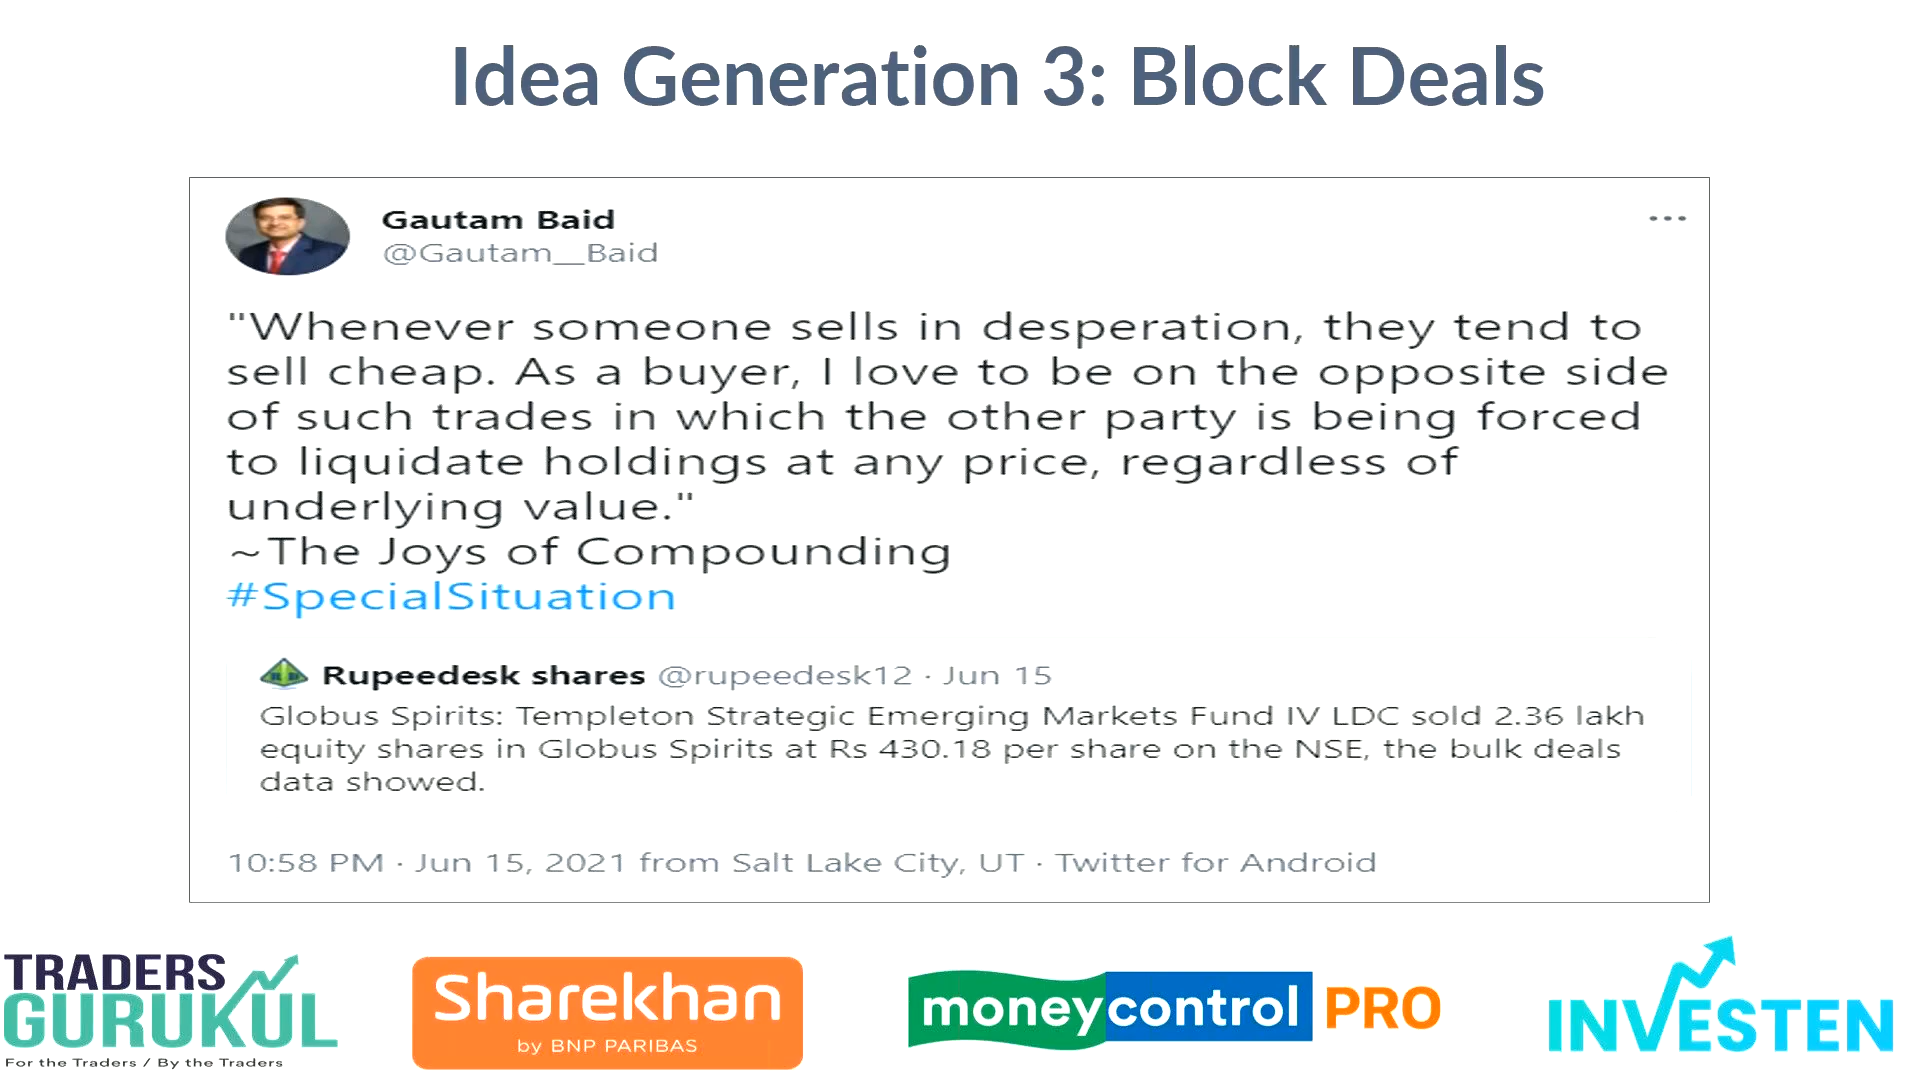 Idea Generation 3: Block Deals
Gautam Baid
@Gautam__Baid
"Whenever someone sells in desperation, they tend to
sell cheap. As a buyer, I love to be on the opposite side
of such trades in which the other party is being forced
to liquidate holdings at any price, regardless of
underlying value."
~The Joys of Compounding
#SpecialSituation
Rupeedesk shares @rupeedesk12 · Jun 15
Globus Spirits: Templeton Strategic Emerging Markets Fund IV LDC sold 2.36 lakh
equity shares in Globus Spirits at Rs 430.18 per share on the NSE, the bulk deals
data showed.
10:58 PM · Jun 15, 2021 from Salt Lake City, UT · Twitter for Android
TRADERS
GURUKUL
For the Traders / By the Traders
Sharekhan
by BNP PARIBAS
moneycontrol PRO
INVESTEN